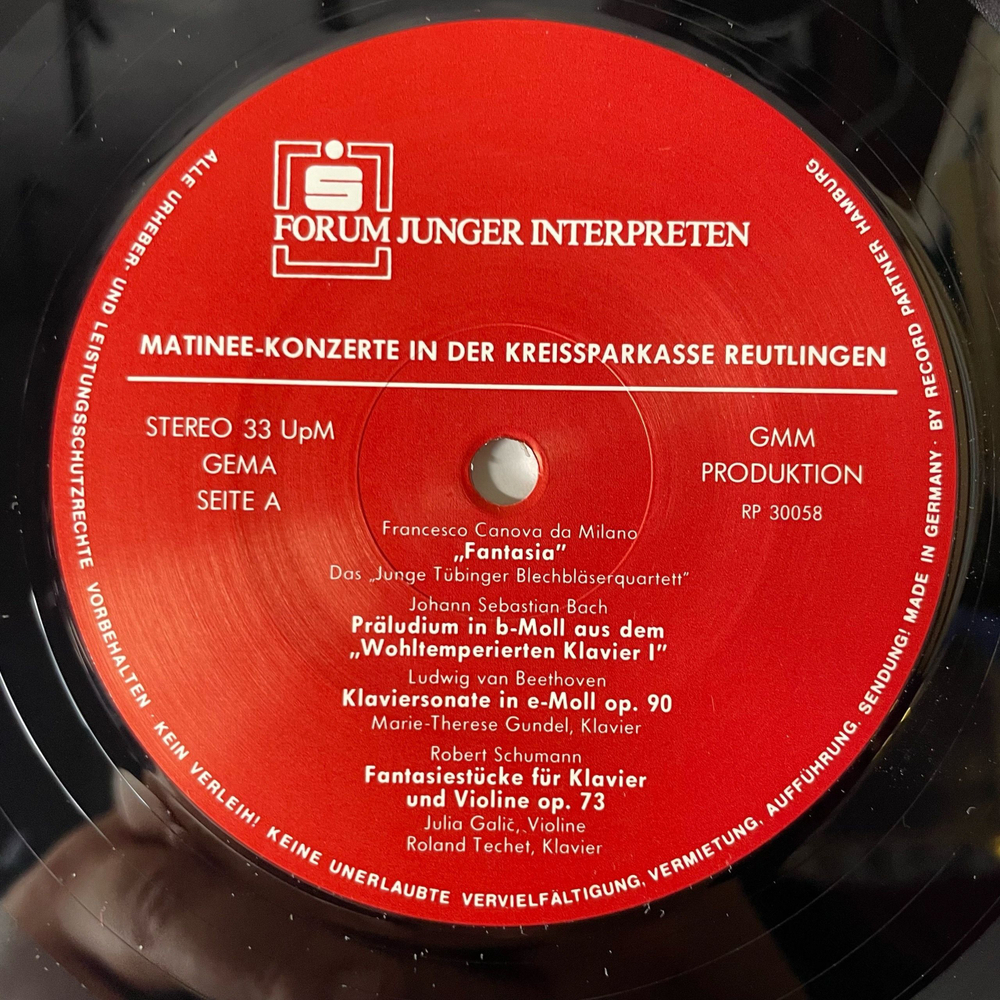 FORUM JUNGER INTERPRETEN
MATINEE-KONZERTE IN DER KREISSPARKASSE REUTLINGEN
STEREO 33 UpM
GEMA
SEITE A
GMM
PRODUKTION
RP 30058
Francesco Canova da Milano
„Fantasia”
Das „Junge Tübinger Blechbläserquartett”
Johann Sebastian Bach
Präludium in b-Moll aus dem
„Wohltemperierten Klavier I”
Ludwig van Beethoven
Klaviersonate in e-Moll op. 90
Marie-Therese Gundel, Klavier
Robert Schumann
Fantasiestücke für Klavier
und Violine op. 73
Julia Galič, Violine
Roland Techet, Klavier
ALLE URHEBER- UND LEISTUNGSSCHUTZRECHTE VORBEHALTEN · KEIN VERLEIH! KEINE UNERLAUBTE VERVIELFÄLTIGUNG, VERMIETUNG, AUFFÜHRUNG, SENDUNG! MADE IN GERMANY · BY RECORD PARTNER HAMBURG